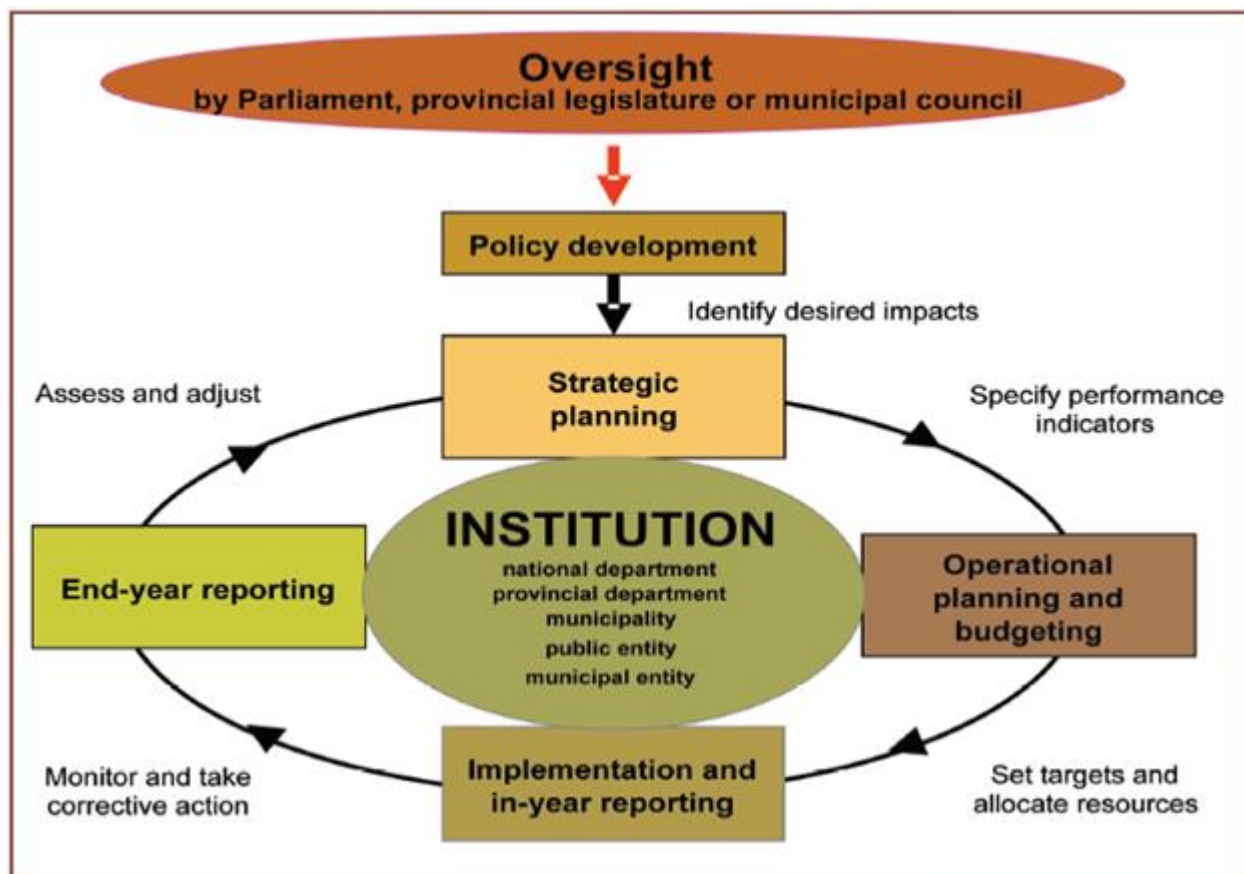 Oversight
by Parliament, provincial legislature or municipal council
Policy development
Identify desired impacts
Strategic
planning
Assess and adjust
Specify performance
indicators
INSTITUTION
national department
provincial department
municipality
public entity
municipal entity
End-year reporting
Operational
planning and
budgeting
Implementation and
in-year reporting
Monitor and take
corrective action
Set targets and
allocate resources